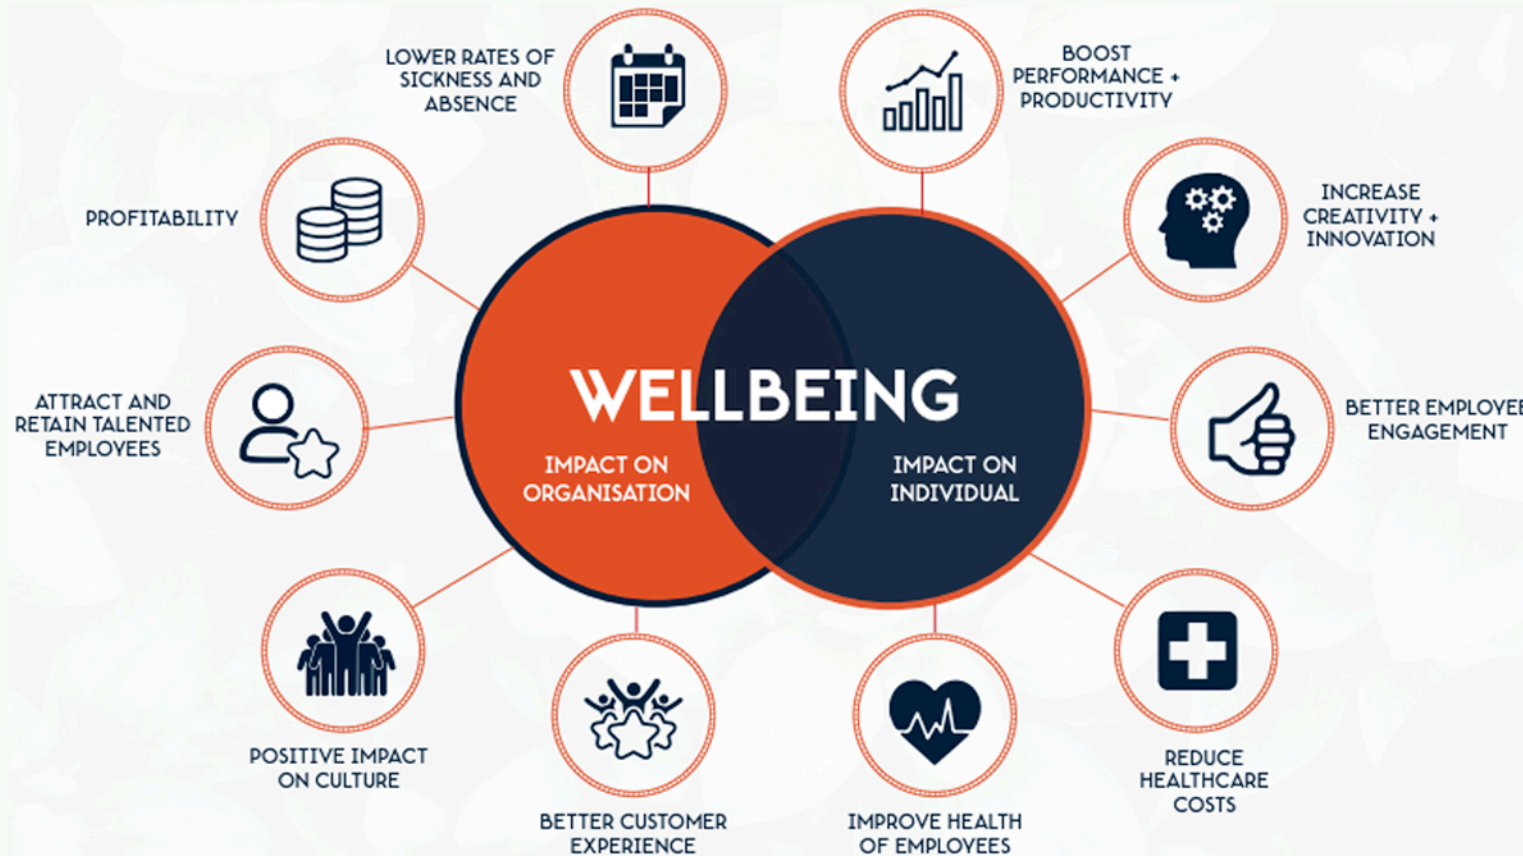 LOWER RATES OF
SICKNESS AND
ABSENCE
BOOST
PERFORMANCE +
PRODUCTIVITY
PROFITABILITY
INCREASE
CREATIVITY +
INNOVATION
ATTRACT AND
RETAIN TALENTED
EMPLOYEES
WELLBEING
IMPACT ON
ORGANISATION
IMPACT ON
INDIVIDUAL
BETTER EMPLOYEE
ENGAGEMENT
POSITIVE IMPACT
ON CULTURE
BETTER CUSTOMER
EXPERIENCE
IMPROVE HEALTH
OF EMPLOYEES
REDUCE
HEALTHCARE
COSTS